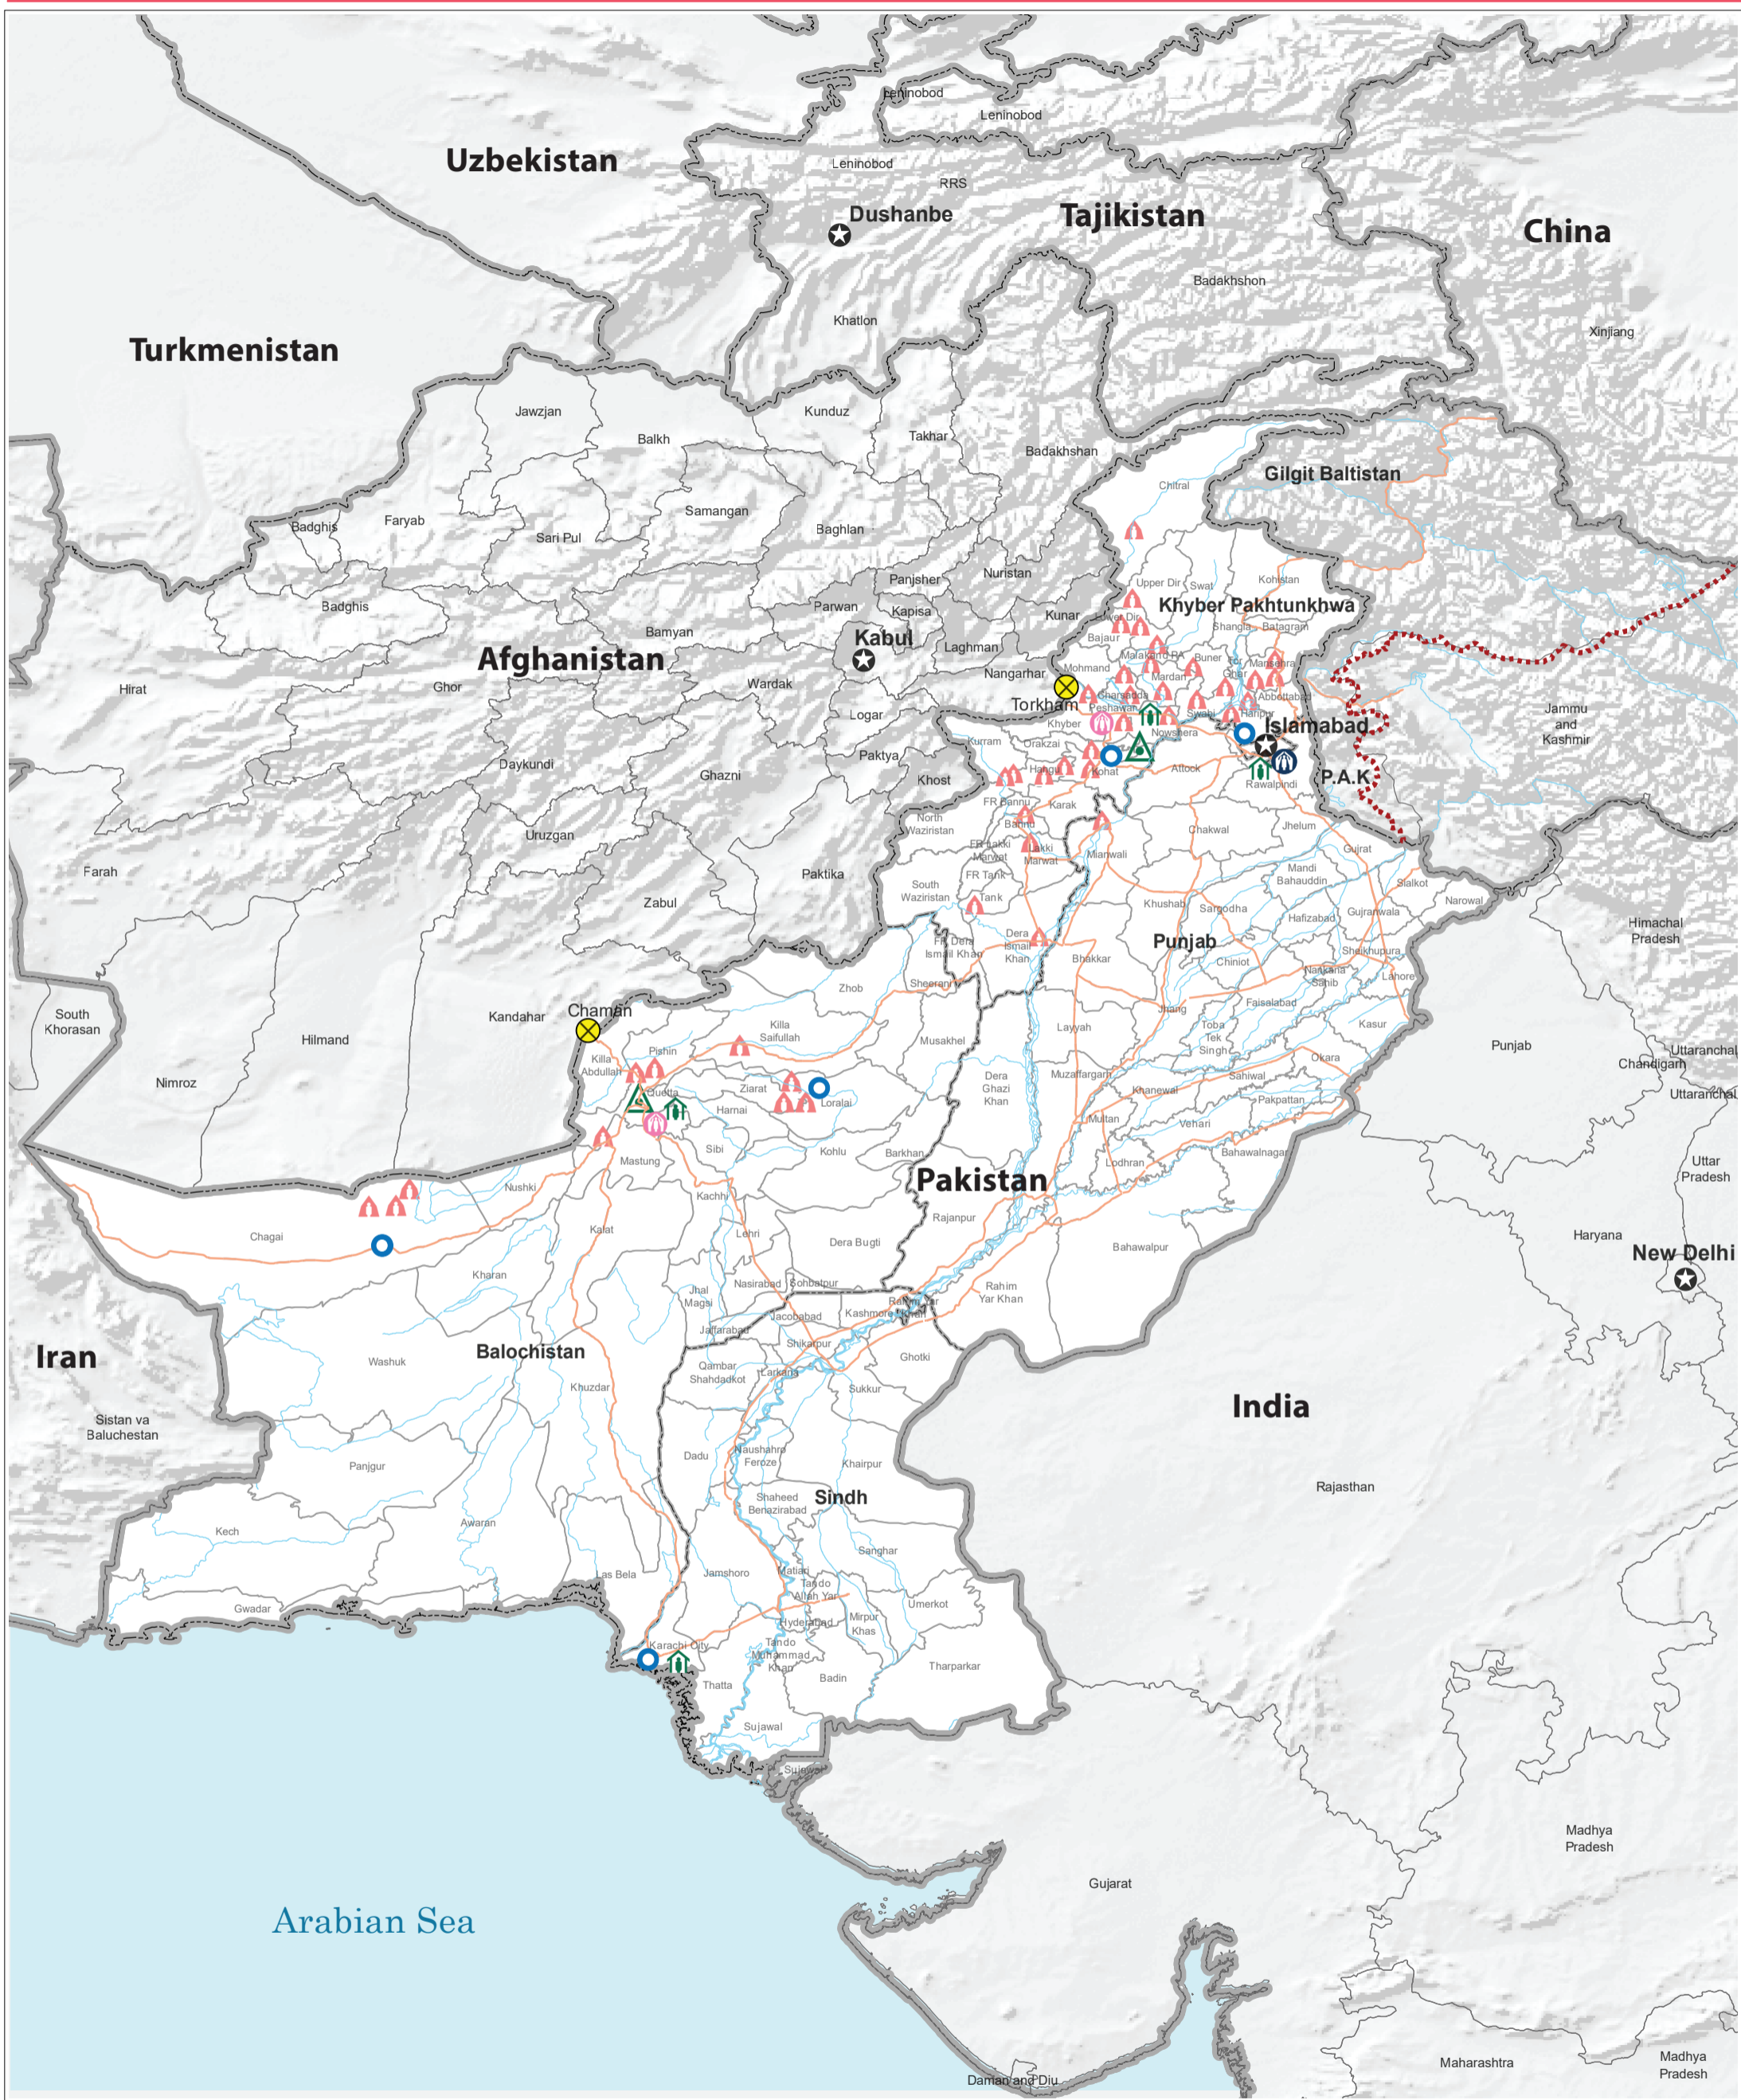 Leninobod
Leninobod
Uzbekistan
Leninobod
RRS
Dushanbe
Tajikistan
China
Badakhshon
Khatlon
Xinjiang
Turkmenistan
Jawzjan
Kunduz
Balkh
Takhar
Badakhshan
Gilgit Baltistan
Chitral
Samangan
Badghis
Faryab
Baghlan
Sari Pul
Nuristan
Panjsher
Upper Dir
Swat
Kohistan
Badghis
Parwan
Kapisa
Kunar
Khyber Pakhtunkhwa
Lower Dir
Shangla
Batagram
Bamyan
Kabul
Laghman
Bajaur
Afghanistan
Malakand PA
Buner
Tor
Ghar
Mansehra
Mohmand
Nangarhar
Mardan
Hirat
Ghor
Wardak
Charsadda
Abbottabad
Torkham
Peshawar
Swabi
Haripur
Logar
Khyber
Nowshera
Islamabad
Jammu
and
Kashmir
Kurram
Orakzai
Paktya
Daykundi
Ghazni
Khost
Hangu
Kohat
Attock
Rawalpindi
P.A.K
FR Bannu
Karak
North
Waziristan
Bannu
Chakwal
Jhelum
Uruzgan
FR Lakki
Marwat
Lakki
Marwat
Mianwali
Gujrat
Farah
Paktika
FR Tank
Mandi
Bahauddin
Sialkot
South
Waziristan
Tank
Zabul
Khushab
Sargodha
Hafizabad
Gujranwala
Narowal
Himachal
Pradesh
FR Dera
Ismail Khan
Dera
Ismail
Khan
Punjab
Bhakkar
Chiniot
Sheikhupura
Nankana
Sahib
Lahore
Zhob
Sheerani
Faisalabad
Jhang
South
Khorasan
Kandahar
Chaman
Hilmand
Killa
Saifullah
Musakhel
Layyah
Toba
Tek
Singh
Kasur
Punjab
Uttaranchal
Chandigarh
Killa
Abdullah
Pishin
Okara
Nimroz
Dera
Ghazi
Khan
Muzaffargarh
Sahiwal
Khanewal
Pakpattan
Uttaranchal
Quetta
Ziarat
Loralai
Harnai
Multan
Vehari
Mastung
Sibi
Kohlu
Barkhan
Lodhran
Bahawalnagar
Uttar
Pradesh
Pakistan
Nushki
Kachhi
Rajanpur
Chagai
Kalat
Lehri
Dera Bugti
Bahawalpur
Haryana
New Delhi
Kharan
Nasirabad
Sohbatpur
Jhal
Magsi
Rahim
Yar Khan
Rahim Yar
Khan
Jacobabad
Kashmore
Jaffarabad
Shikarpur
Iran
Balochistan
Washuk
Qambar
Shahdadkot
Larkana
Ghotki
Khuzdar
Sukkur
India
Sistan va
Baluchestan
Panjgur
Dadu
Naushahro
Feroze
Khairpur
Rajasthan
Shaheed
Benazirabad
Sindh
Kech
Awaran
Sanghar
Las Bela
Jamshoro
Matiari
Tando
Allah Yar
Umerkot
Gwadar
Hyderabad
Mirpur
Khas
Karachi City
Tando
Muhammad
Khan
Badin
Tharparkar
Thatta
Sujawal
Sujawal
Madhya
Pradesh
Gujarat
Arabian Sea
Maharashtra
Madhya
Pradesh
Daman and Diu